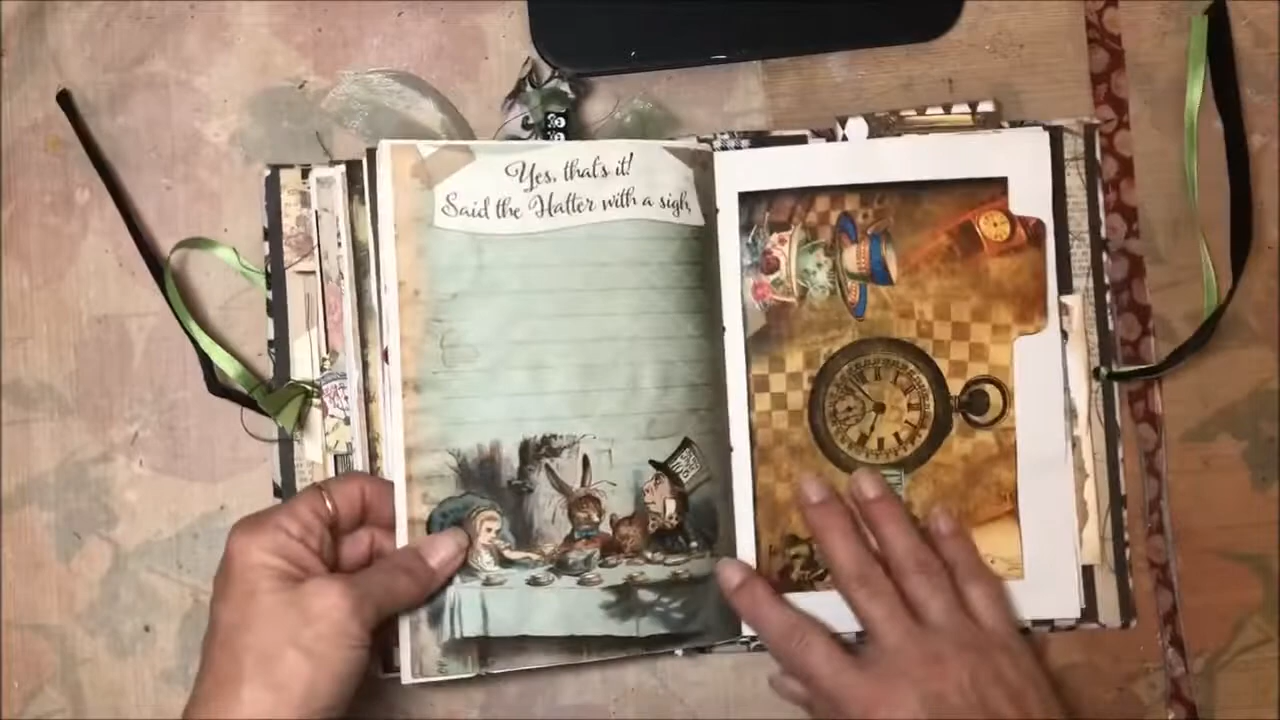 Yes, that's it!
Said the Hatter with a sigh,